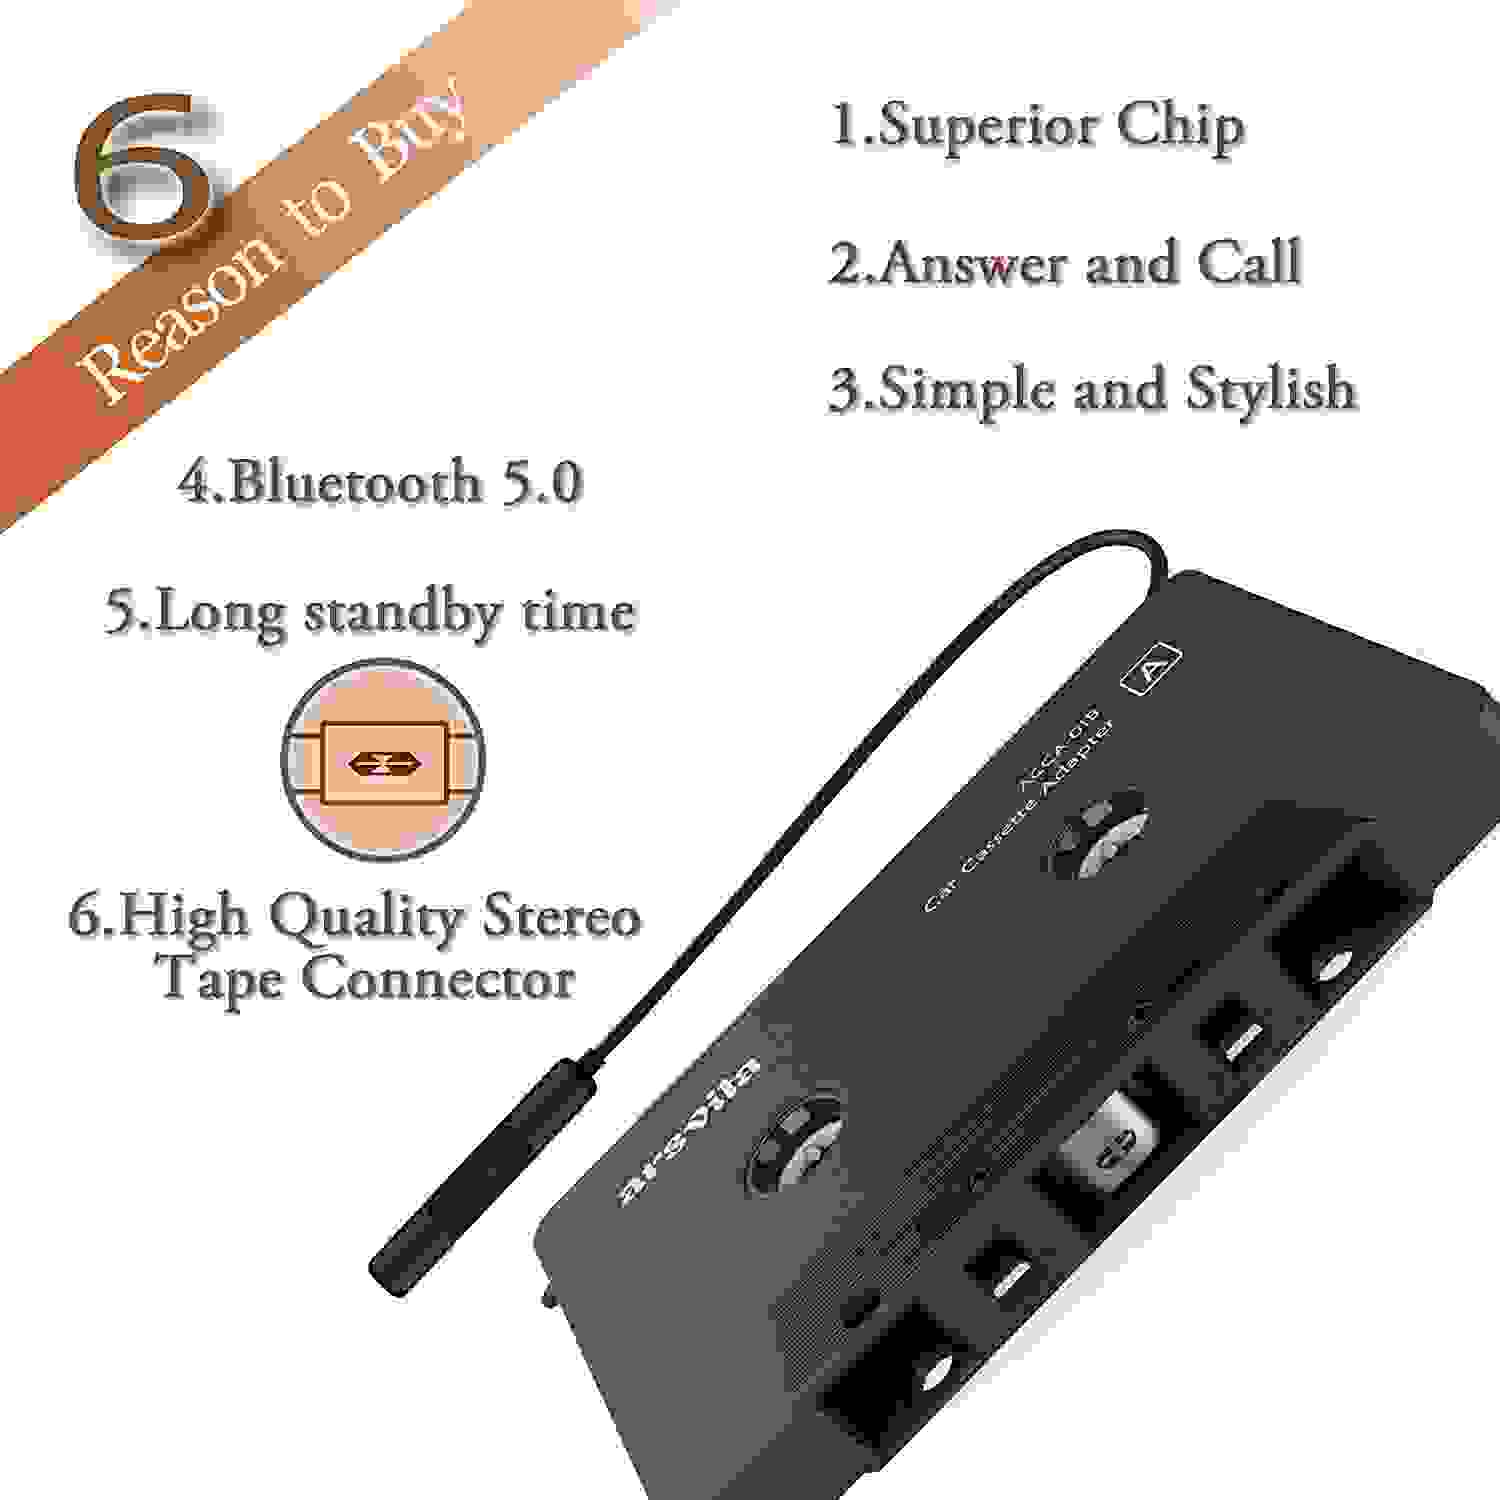 6
Reason to Buy
1.Superior Chip
2.Answer and Call
3.Simple and Stylish
4.Bluetooth 5.0
5.Long standby time
6.High Quality Stereo
Tape Connector
A
ACCA-01B
Car Cassette Adapter
arsvita
A